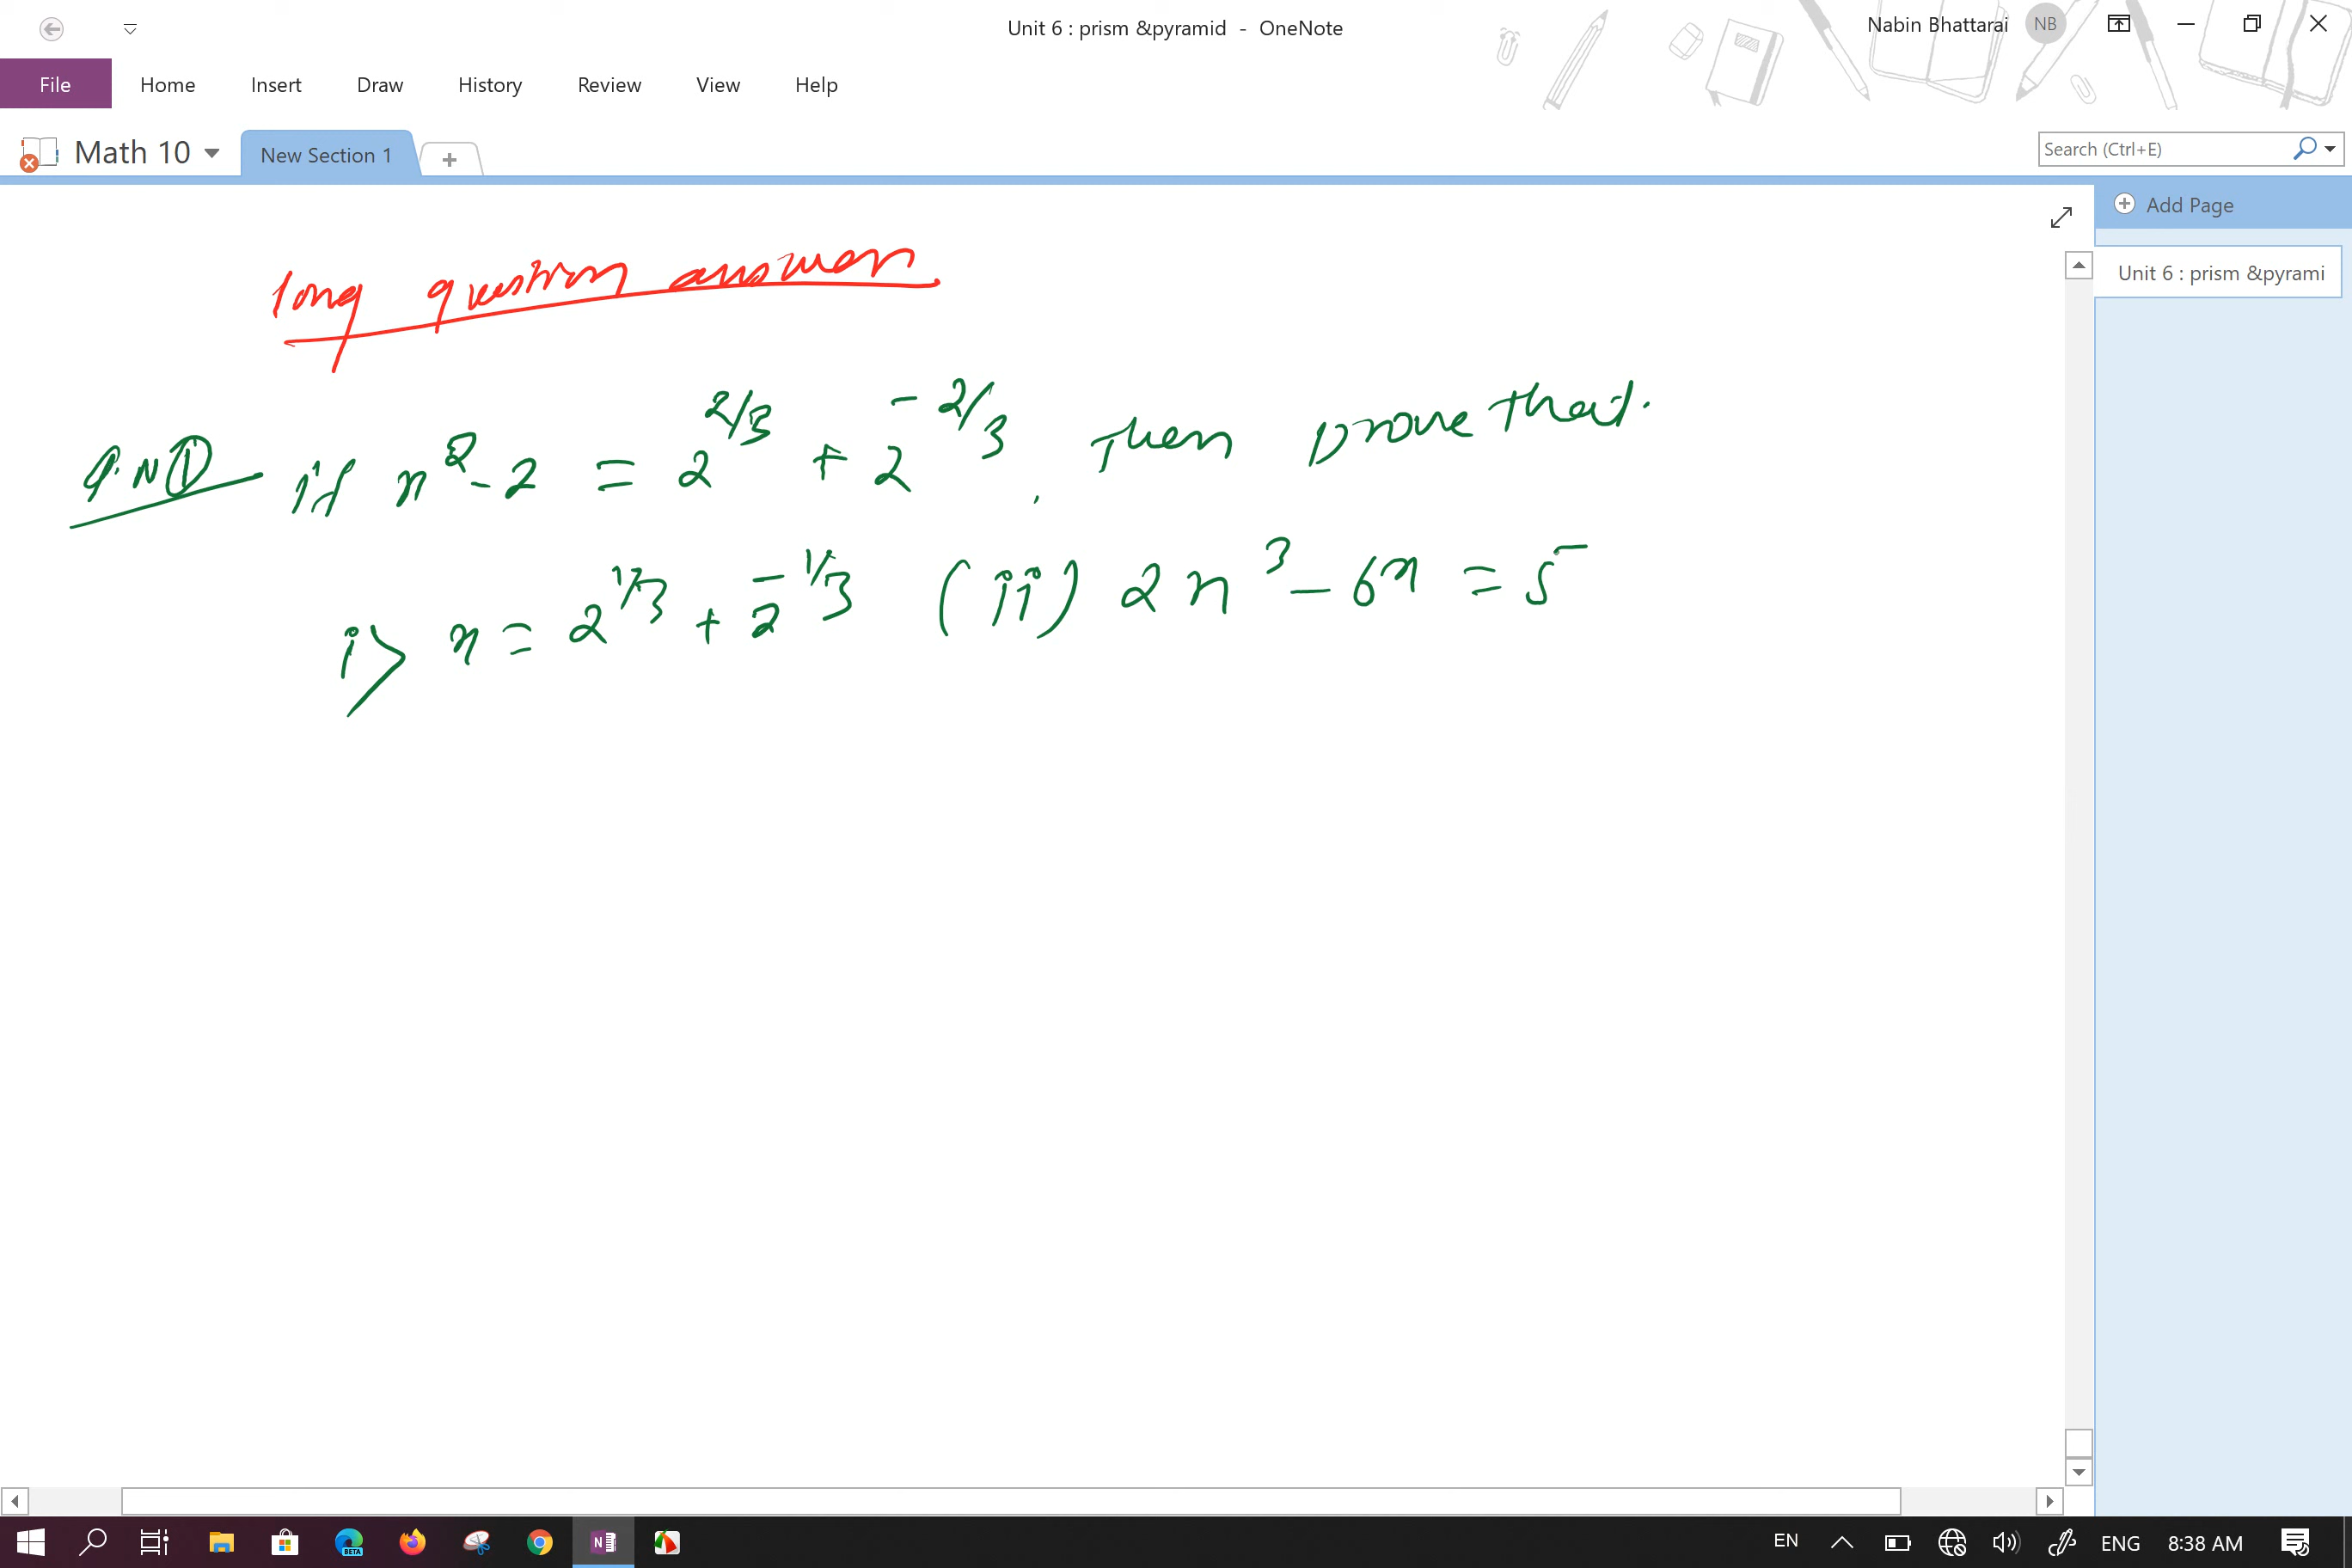 Unit 6 : prism &pyramid - OneNote
Nabin Bhattarai NB
File Home Insert Draw History Review View Help
Math 10 New Section 1
Search (Ctrl+E)
Add Page
Unit 6 : prism &pyrami
long question answer
Q.N① if x² - 2 = 2^{2/3} + 2^{-2/3}, Then prove that.
i> x = 2^{1/3} + 2^{-1/3} (ii) 2x³ - 6x = 5
BETA
N
EN ENG 8:38 AM